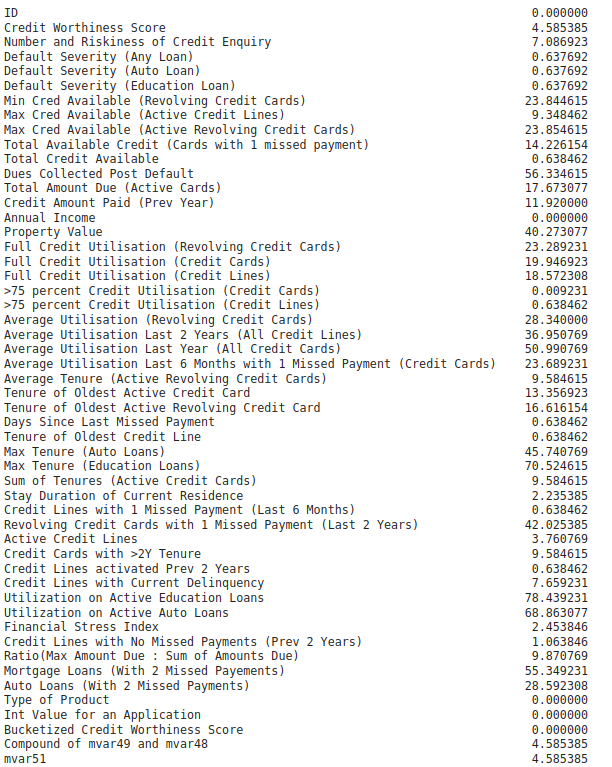 ID 0.000000
Credit Worthiness Score 4.585385
Number and Riskiness of Credit Enquiry 7.086923
Default Severity (Any Loan) 0.637692
Default Severity (Auto Loan) 0.637692
Default Severity (Education Loan) 0.637692
Min Cred Available (Revolving Credit Cards) 23.844615
Max Cred Available (Active Credit Lines) 9.348462
Max Cred Available (Active Revolving Credit Cards) 23.854615
Total Available Credit (Cards with 1 missed payment) 14.226154
Total Credit Available 0.638462
Dues Collected Post Default 56.334615
Total Amount Due (Active Cards) 17.673077
Credit Amount Paid (Prev Year) 11.920000
Annual Income 0.000000
Property Value 40.273077
Full Credit Utilisation (Revolving Credit Cards) 23.289231
Full Credit Utilisation (Credit Cards) 19.946923
Full Credit Utilisation (Credit Lines) 18.572308
>75 percent Credit Utilisation (Credit Cards) 0.009231
>75 percent Credit Utilisation (Credit Lines) 0.638462
Average Utilisation (Revolving Credit Cards) 28.340000
Average Utilisation Last 2 Years (All Credit Lines) 36.950769
Average Utilisation Last Year (All Credit Cards) 50.990769
Average Utilisation Last 6 Months with 1 Missed Payment (Credit Cards) 23.689231
Average Tenure (Active Revolving Credit Cards) 9.584615
Tenure of Oldest Active Credit Card 13.356923
Tenure of Oldest Active Revolving Credit Card 16.616154
Days Since Last Missed Payment 0.638462
Tenure of Oldest Credit Line 0.638462
Max Tenure (Auto Loans) 45.740769
Max Tenure (Education Loans) 70.524615
Sum of Tenures (Active Credit Cards) 9.584615
Stay Duration of Current Residence 2.235385
Credit Lines with 1 Missed Payment (Last 6 Months) 0.638462
Revolving Credit Cards with 1 Missed Payment (Last 2 Years) 42.025385
Active Credit Lines 3.760769
Credit Cards with >2Y Tenure 9.584615
Credit Lines activated Prev 2 Years 0.638462
Credit Lines with Current Delinquency 7.659231
Utilization on Active Education Loans 78.439231
Utilization on Active Auto Loans 68.863077
Financial Stress Index 2.453846
Credit Lines with No Missed Payments (Prev 2 Years) 1.063846
Ratio(Max Amount Due : Sum of Amounts Due) 9.870769
Mortgage Loans (With 2 Missed Payements) 55.349231
Auto Loans (With 2 Missed Payments) 28.592308
Type of Product 0.000000
Int Value for an Application 0.000000
Bucketized Credit Worthiness Score 0.000000
Compound of mvar49 and mvar48 4.585385
mvar51 4.585385